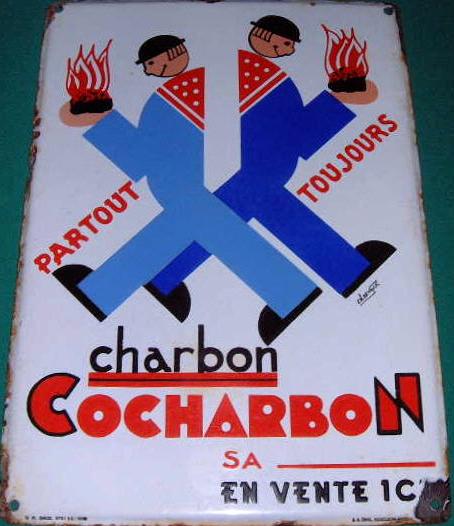 PARTOUT
TOUJOURS
charbon
COCHARBON
SA
EN VENTE ICI